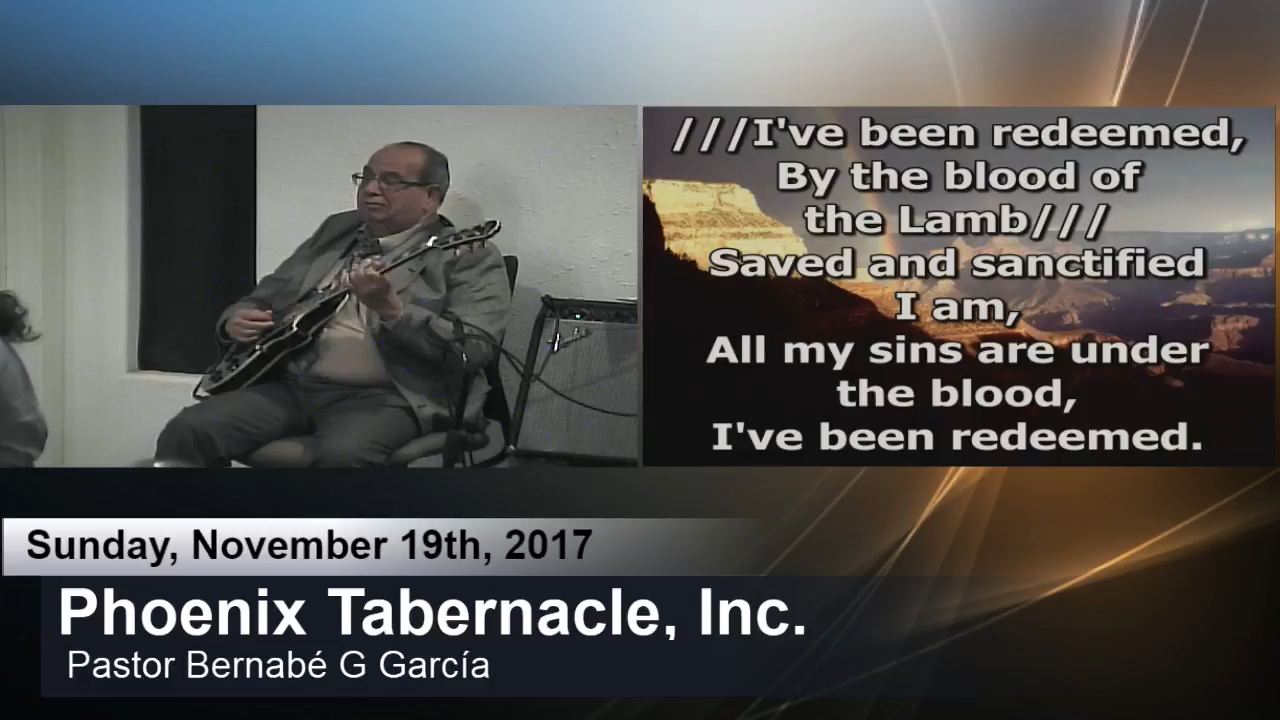 ///I've been redeemed,
By the blood of
the Lamb///
Saved and sanctified
I am,
All my sins are under
the blood,
I've been redeemed.
Sunday, November 19th, 2017
Phoenix Tabernacle, Inc.
Pastor Bernabé G García